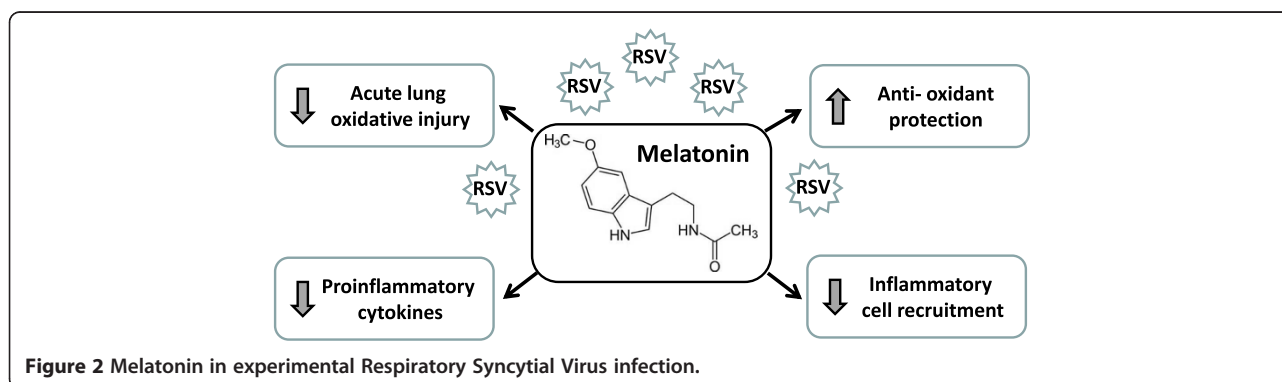 RSV
RSV
RSV
Acute lung
oxidative injury
Anti- oxidant
protection
H₃C
O
Melatonin
RSV
RSV
HN
HN
CH₃
O
Proinflammatory
cytokines
Inflammatory
cell recruitment
Figure 2 Melatonin in experimental Respiratory Syncytial Virus infection.